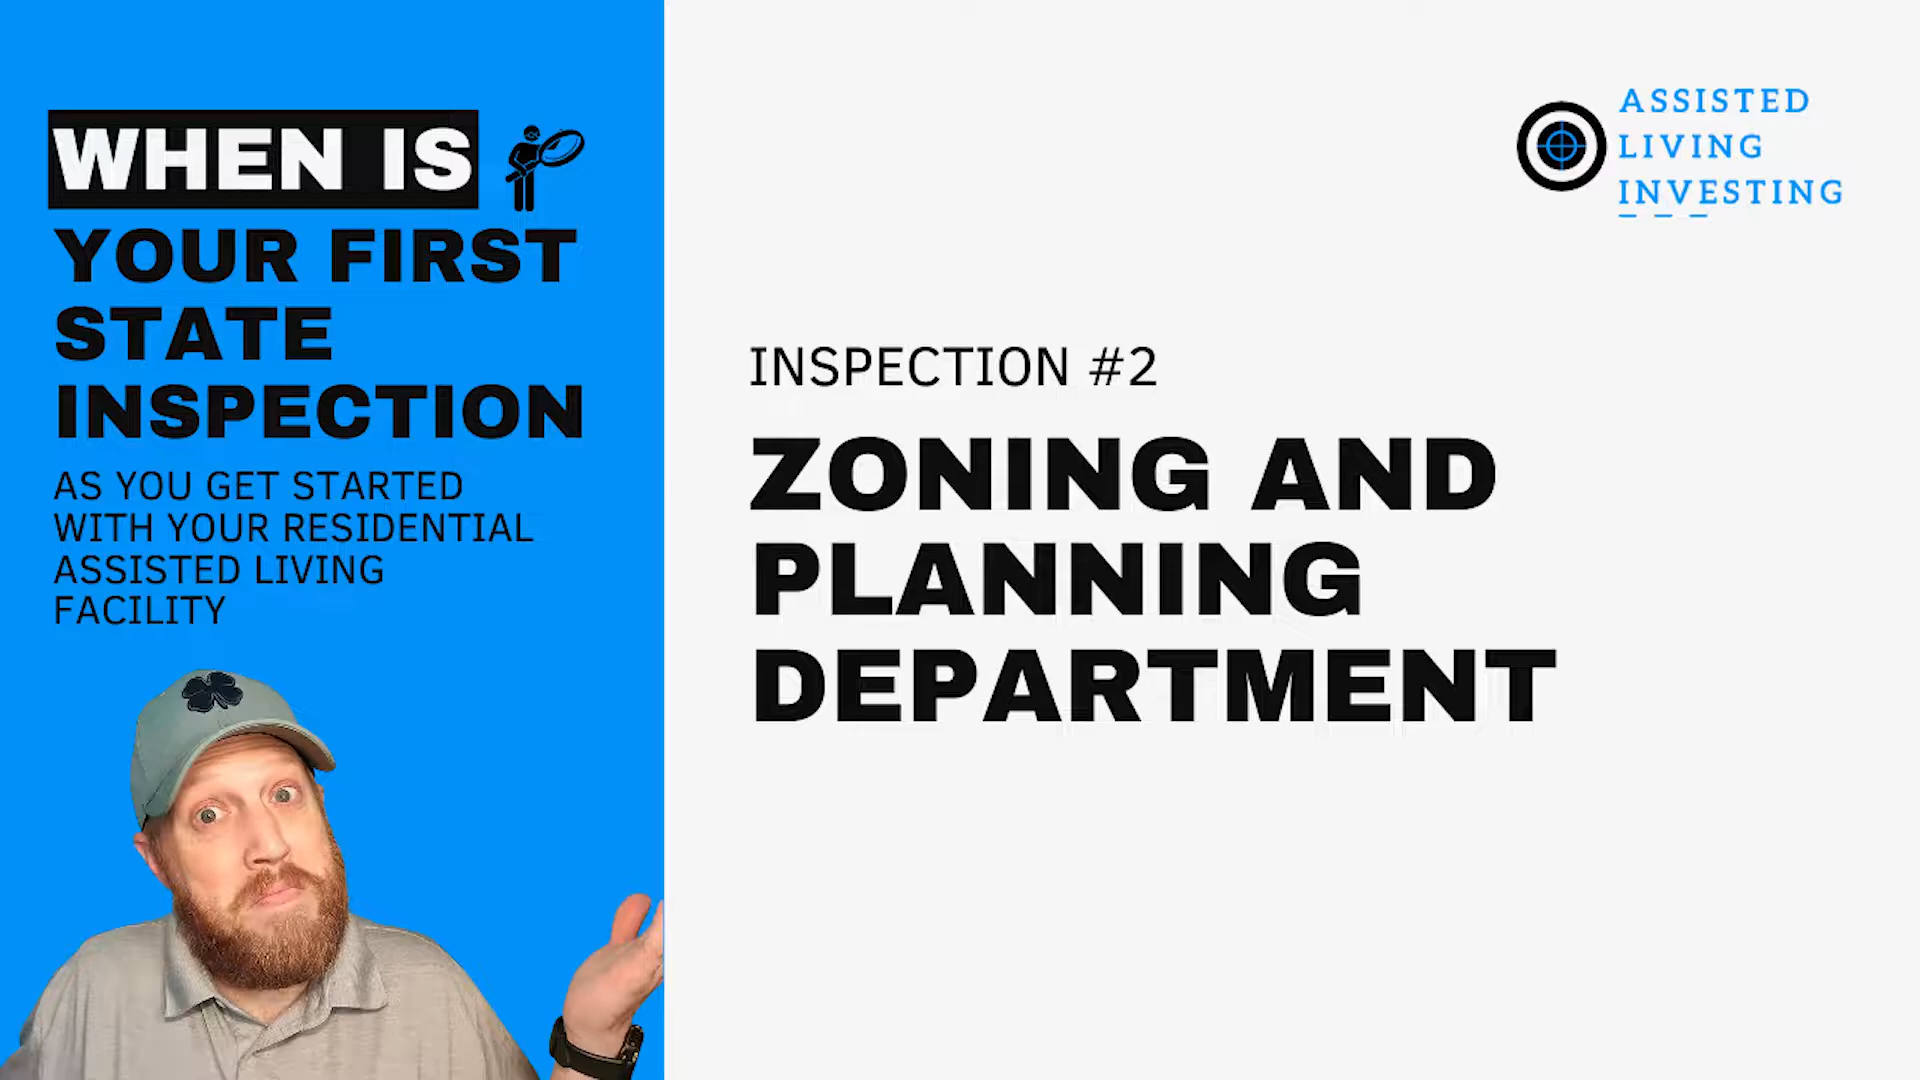 WHEN IS
YOUR FIRST
STATE
INSPECTION
AS YOU GET STARTED
WITH YOUR RESIDENTIAL
ASSISTED LIVING
FACILITY
ASSISTED
LIVING
INVESTING
INSPECTION #2
ZONING AND
PLANNING
DEPARTMENT